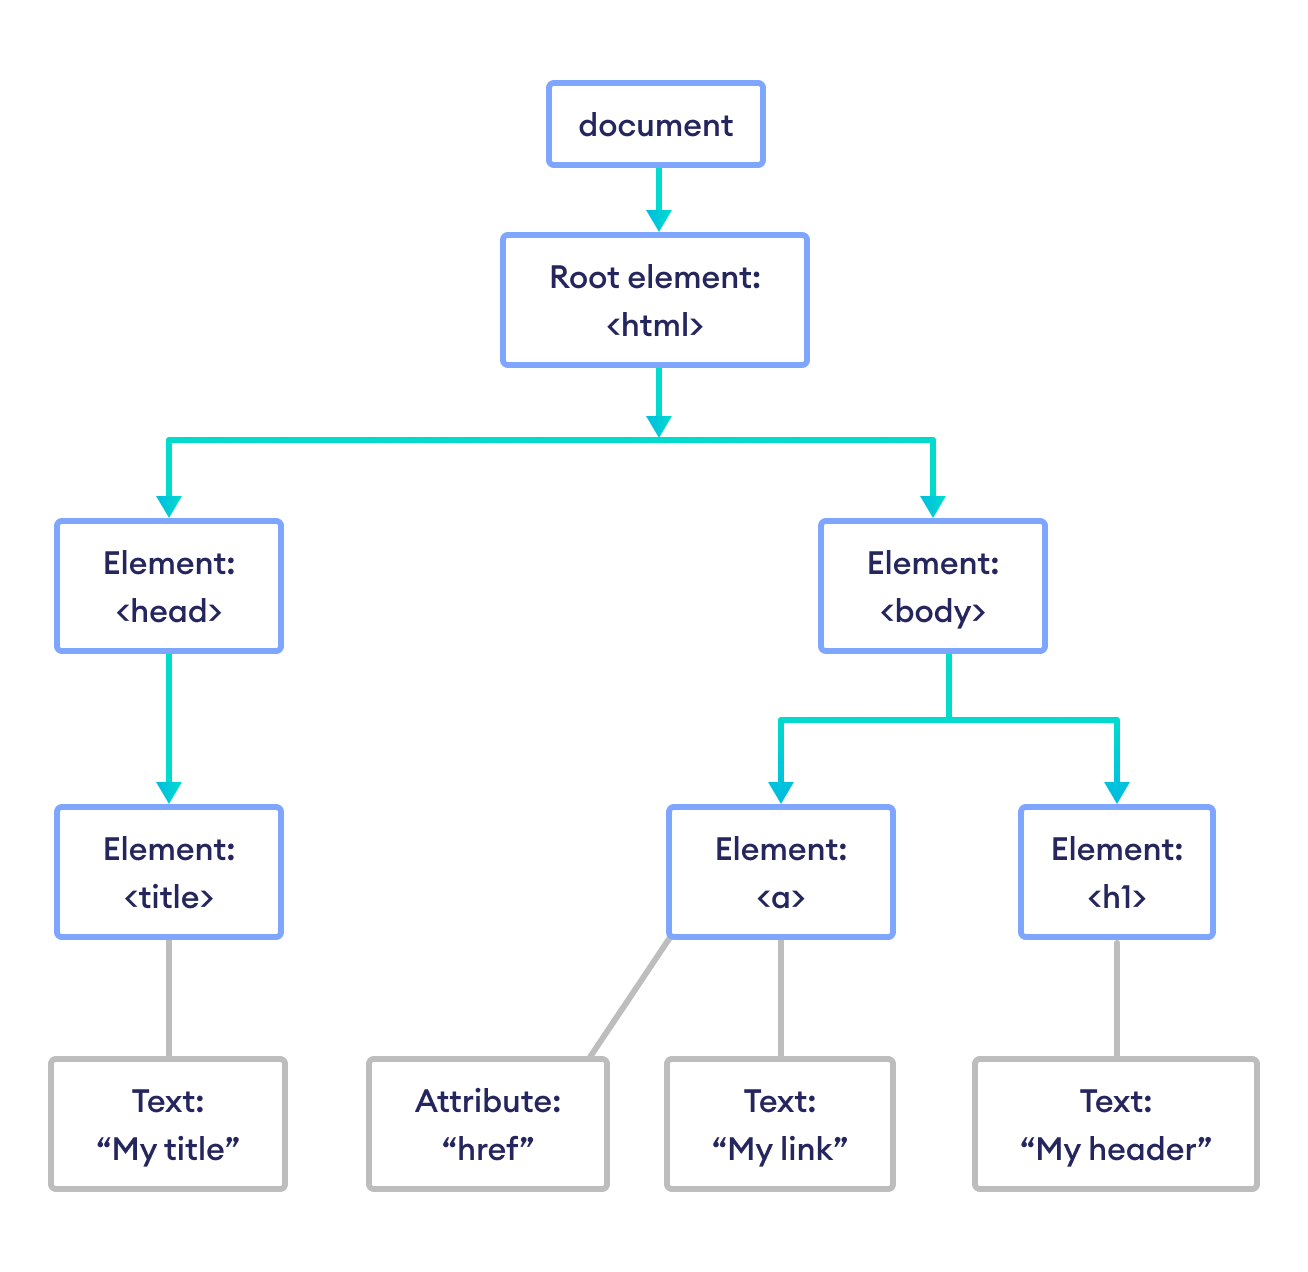 document
Root element:
<html>
Element:
<head>
Element:
<body>
Element:
<title>
Element:
<a>
Element:
<h1>
Text:
“My title”
Attribute:
“href”
Text:
“My link”
Text:
“My header”